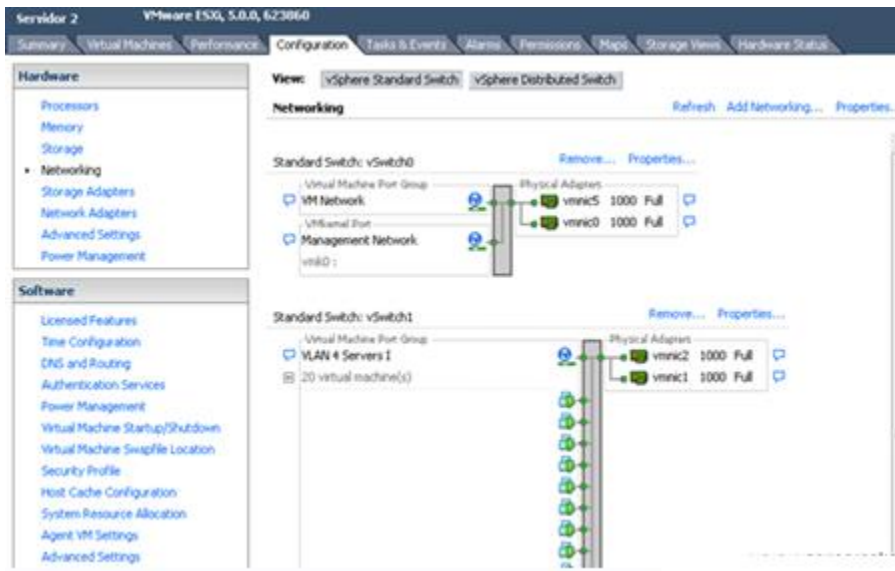 Servidor 2 VMware ESXi, 5.0.0, 623860
Summary Virtual Machines Performance Configuration Tasks & Events Alarms Permissions Maps Storage Views Hardware Status
Hardware
Processors
Memory
Storage
Networking
Storage Adapters
Network Adapters
Advanced Settings
Power Management
Software
Licensed Features
Time Configuration
DNS and Routing
Authentication Services
Power Management
Virtual Machine Startup/Shutdown
Virtual Machine Swapfile Location
Security Profile
Host Cache Configuration
System Resource Allocation
Agent VM Settings
Advanced Settings
View: vSphere Standard Switch vSphere Distributed Switch
Networking Refresh Add Networking... Properties.
Standard Switch: vSwitch0 Remove... Properties...
Virtual Machine Port Group Physical Adapters
VM Network vmnic5 1000 Full
vmnic0 1000 Full
VMkernel Port
Management Network
vmk0 :
Standard Switch: vSwitch1 Remove... Properties...
Virtual Machine Port Group Physical Adapters
VLAN 4 Servers I vmnic2 1000 Full
20 virtual machine(s) vmnic1 1000 Full